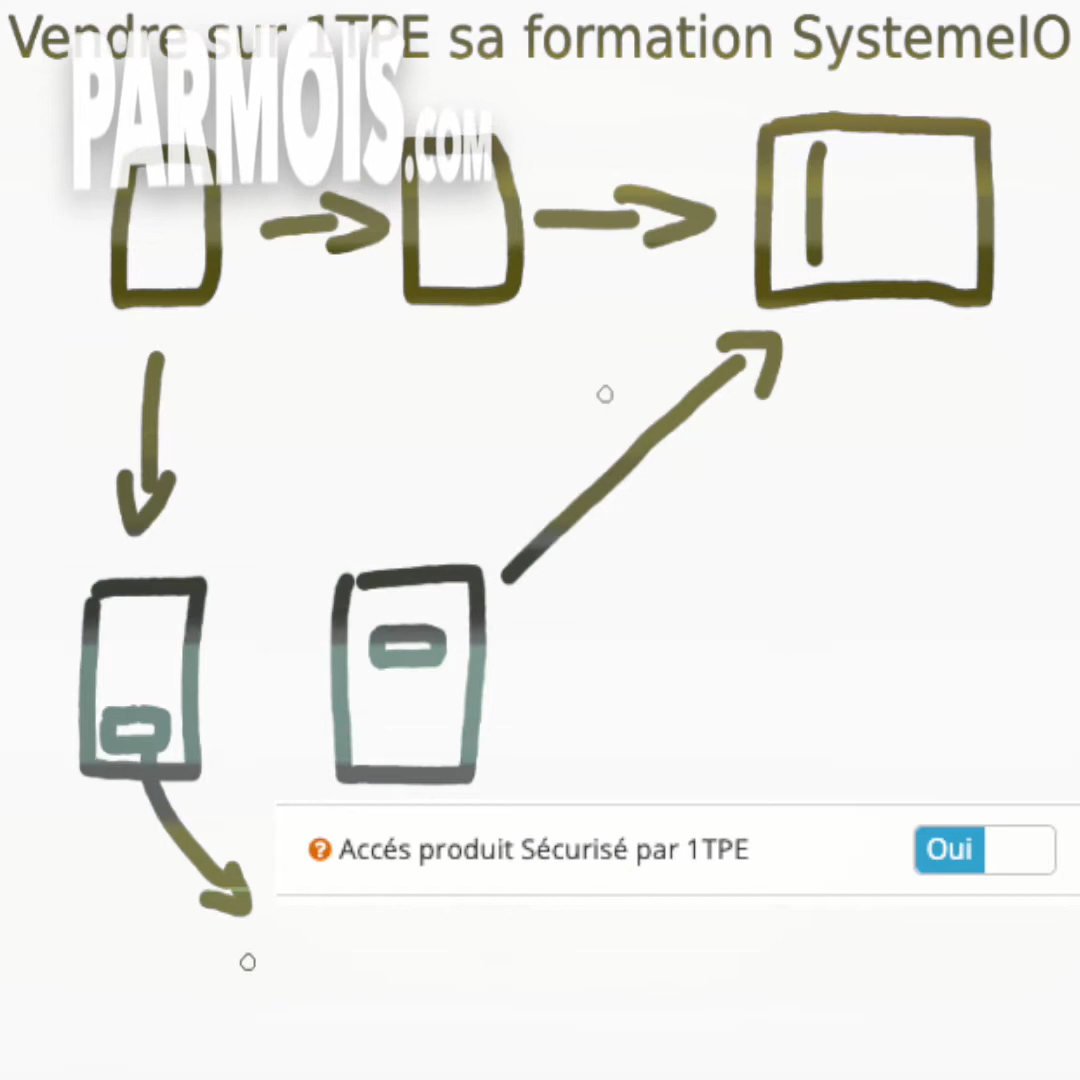 Vendre sur 1TPE sa formation SystemeIO
PARMOIS.COM
Accés produit Sécurisé par 1TPE
Oui